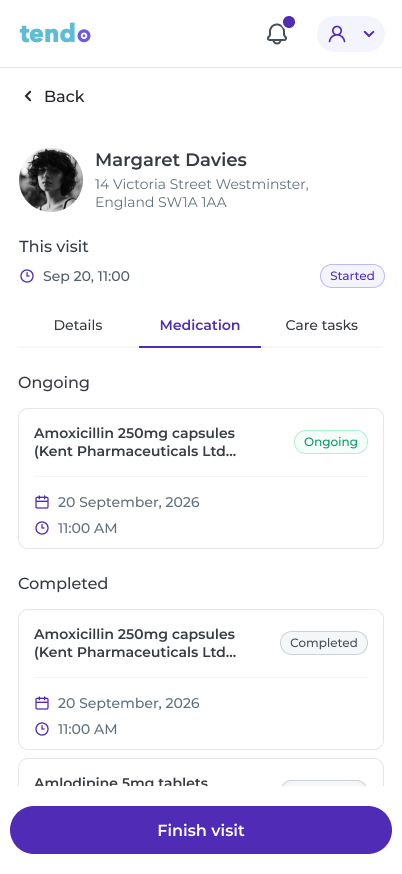 tendo
Back
Margaret Davies
14 Victoria Street Westminster,
England SW1A 1AA
This visit
Sep 20, 11:00
Started
Details
Medication
Care tasks
Ongoing
Amoxicillin 250mg capsules
(Kent Pharmaceuticals Ltd...
Ongoing
20 September, 2026
11:00 AM
Completed
Amoxicillin 250mg capsules
(Kent Pharmaceuticals Ltd...
Completed
20 September, 2026
11:00 AM
Amlodipine 5mg tablets
Finish visit